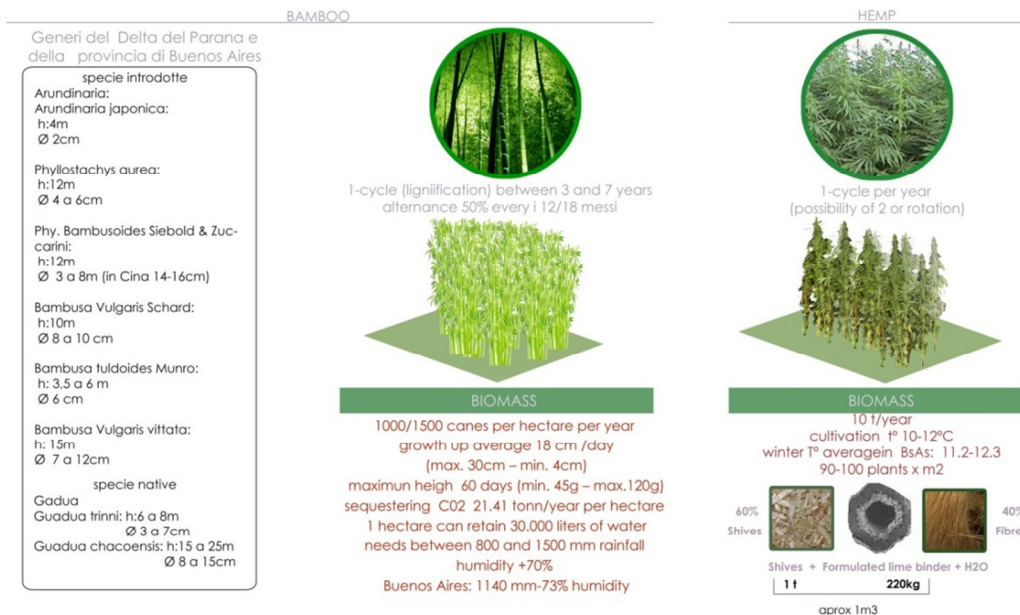 BAMBOO
Generi del Delta del Parana e
della provincia di Buenos Aires
specie introdotte
Arundinaria:
Arundinaria japonica:
h:4m
Ø 2cm
Phyllostachys aurea:
h:12m
Ø 4 a 6cm
Phy. Bambusoides Siebold & Zuc-
carini:
h:12m
Ø 3 a 8m (in Cina 14-16cm)
Bambusa Vulgaris Schard:
h:10m
Ø 8 a 10 cm
Bambusa tuldoides Munro:
h: 3,5 a 6 m
Ø 6 cm
Bambusa Vulgaris vittata:
h: 15m
Ø 7 a 12cm
specie native
Gadua
Guadua trinni: h:6 a 8m
Ø 3 a 7cm
Guadua chacoensis: h:15 a 25m
Ø 8 a 15cm
1-cycle (ligniification) between 3 and 7 years
alternance 50% every i 12/18 messi
BIOMASS
1000/1500 canes per hectare per year
growth up average 18 cm /day
(max. 30cm – min. 4cm)
maximun heigh 60 days (min. 45g – max.120g)
sequestering C02 21.41 tonn/year per hectare
1 hectare can retain 30.000 liters of water
needs between 800 and 1500 mm rainfall
humidity +70%
Buenos Aires: 1140 mm-73% humidity
HEMP
1-cycle per year
(possibility of 2 or rotation)
BIOMASS
10 t/year
cultivation tº 10-12ºC
winter Tº averagein BsAs: 11.2-12.3
90-100 plants x m2
60%
Shives
40%
Fibre
Shives + Formulated lime binder + H2O
1 t 220kg
aprox 1m3